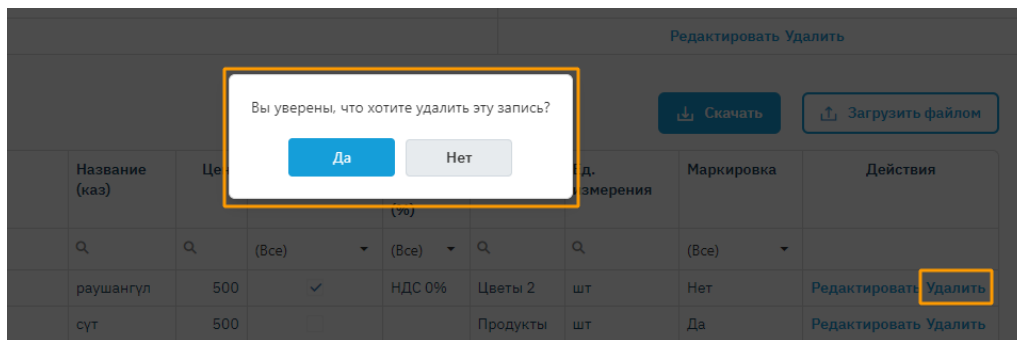 Редактировать Удалить
Вы уверены, что хотите удалить эту запись?
Да Нет
Скачать Загрузить файлом
Название (каз) Маркировка Действия
измерения
(%)
(Все) (Все) (Все)
раушангүл 500 НДС 0% Цветы 2 шт Нет Редактировать Удалить
сүт 500 Продукты шт Да Редактировать Удалить